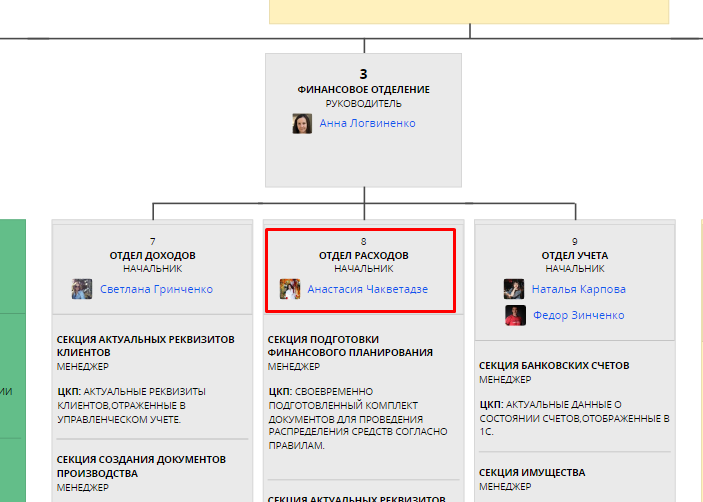 3
ФИНАНСОВОЕ ОТДЕЛЕНИЕ
РУКОВОДИТЕЛЬ
Анна Логвиненко
7
ОТДЕЛ ДОХОДОВ
НАЧАЛЬНИК
Светлана Гринченко
СЕКЦИЯ АКТУАЛЬНЫХ РЕКВИЗИТОВ
КЛИЕНТОВ
МЕНЕДЖЕР
ЦКП: АКТУАЛЬНЫЕ РЕКВИЗИТЫ
КЛИЕНТОВ,ОТРАЖЕННЫЕ В
УПРАВЛЕНЧЕСКОМ УЧЕТЕ.
СЕКЦИЯ СОЗДАНИЯ ДОКУМЕНТОВ
ПРОИЗВОДСТВА
МЕНЕДЖЕР
8
ОТДЕЛ РАСХОДОВ
НАЧАЛЬНИК
Анастасия Чакветадзе
СЕКЦИЯ ПОДГОТОВКИ
ФИНАНСОВОГО ПЛАНИРОВАНИЯ
МЕНЕДЖЕР
ЦКП: СВОЕВРЕМЕННО
ПОДГОТОВЛЕННЫЙ КОМПЛЕКТ
ДОКУМЕНТОВ ДЛЯ ПРОВЕДЕНИЯ
РАСПРЕДЕЛЕНИЯ СРЕДСТВ СОГЛАСНО
ПРАВИЛАМ.
СЕКЦИЯ АКТУАЛЬНЫХ РЕКВИЗИТОВ
9
ОТДЕЛ УЧЕТА
НАЧАЛЬНИК
Наталья Карпова
Федор Зинченко
СЕКЦИЯ БАНКОВСКИХ СЧЕТОВ
МЕНЕДЖЕР
ЦКП: АКТУАЛЬНЫЕ ДАННЫЕ О
СОСТОЯНИИ СЧЕТОВ,ОТОБРАЖЕННЫЕ В
1С.
СЕКЦИЯ ИМУЩЕСТВА
МЕНЕДЖЕР